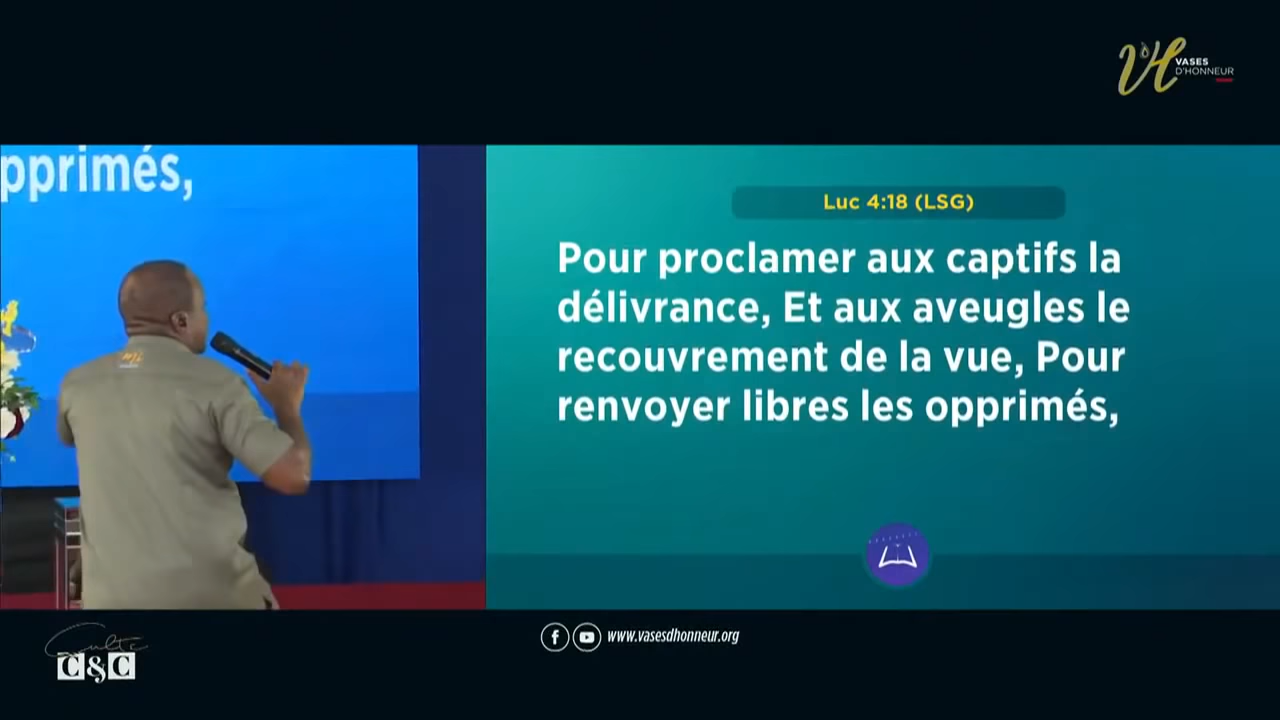 VASES
D'HONNEUR
pprimés,
Luc 4:18 (LSG)
Pour proclamer aux captifs la
délivrance, Et aux aveugles le
recouvrement de la vue, Pour
renvoyer libres les opprimés,
www.vasesdhonneur.org
Culte
C&C